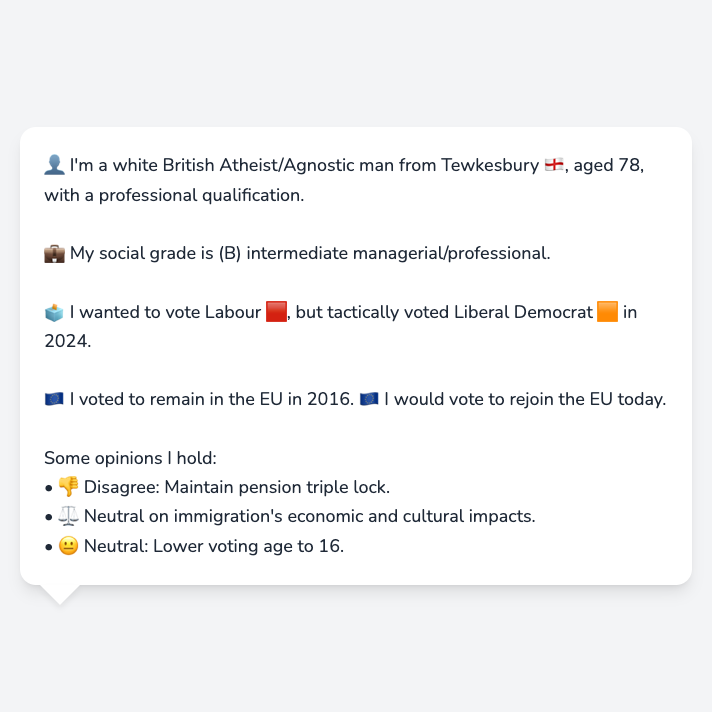 👤 I'm a white British Atheist/Agnostic man from Tewkesbury 🏴󠁧󠁢󠁥󠁮󠁧󠁿, aged 78,
with a professional qualification.
💼 My social grade is (B) intermediate managerial/professional.
🗳️ I wanted to vote Labour 🟥, but tactically voted Liberal Democrat 🟧 in
2024.
🇪🇺 I voted to remain in the EU in 2016. 🇪🇺 I would vote to rejoin the EU today.
Some opinions I hold:
• 👎 Disagree: Maintain pension triple lock.
• ⚖️ Neutral on immigration's economic and cultural impacts.
• 😐 Neutral: Lower voting age to 16.